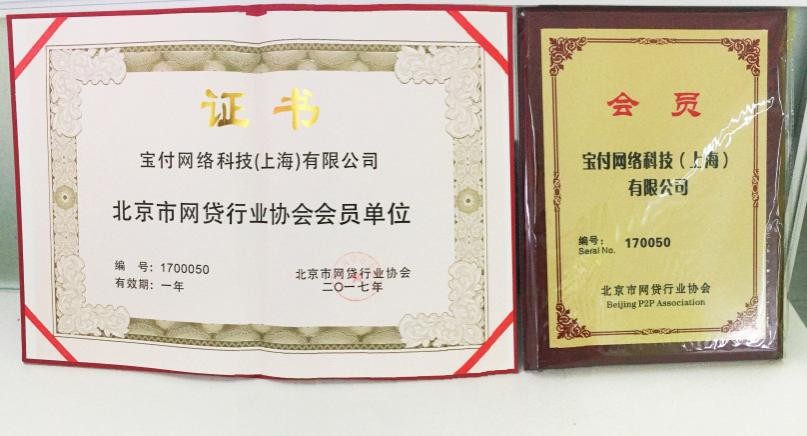 证书
宝付网络科技(上海)有限公司
北京市网贷行业协会会员单位
编 号: 1700050
有效期: 一年
北京市网贷行业协会
二〇一七年
会员
宝付网络科技（上海）
有限公司
编号: 170050
Seral No.
北京市网贷行业协会
Beijing P2P Association